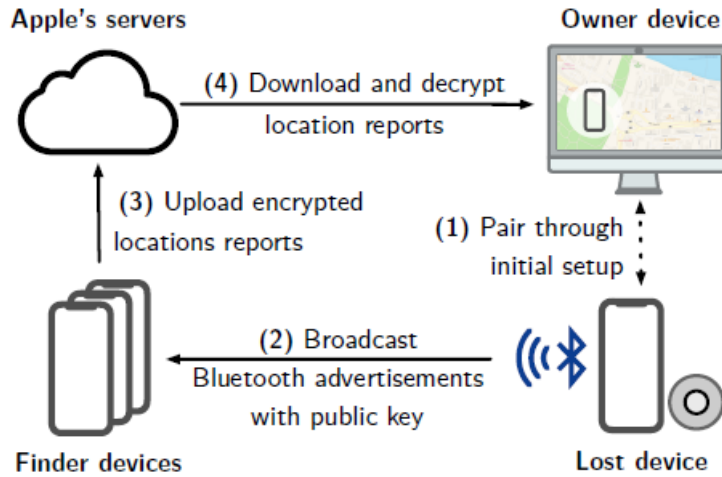 Apple's servers
Owner device
(4) Download and decrypt
location reports
(3) Upload encrypted
locations reports
(1) Pair through
initial setup
(2) Broadcast
Bluetooth advertisements
with public key
Finder devices
Lost device